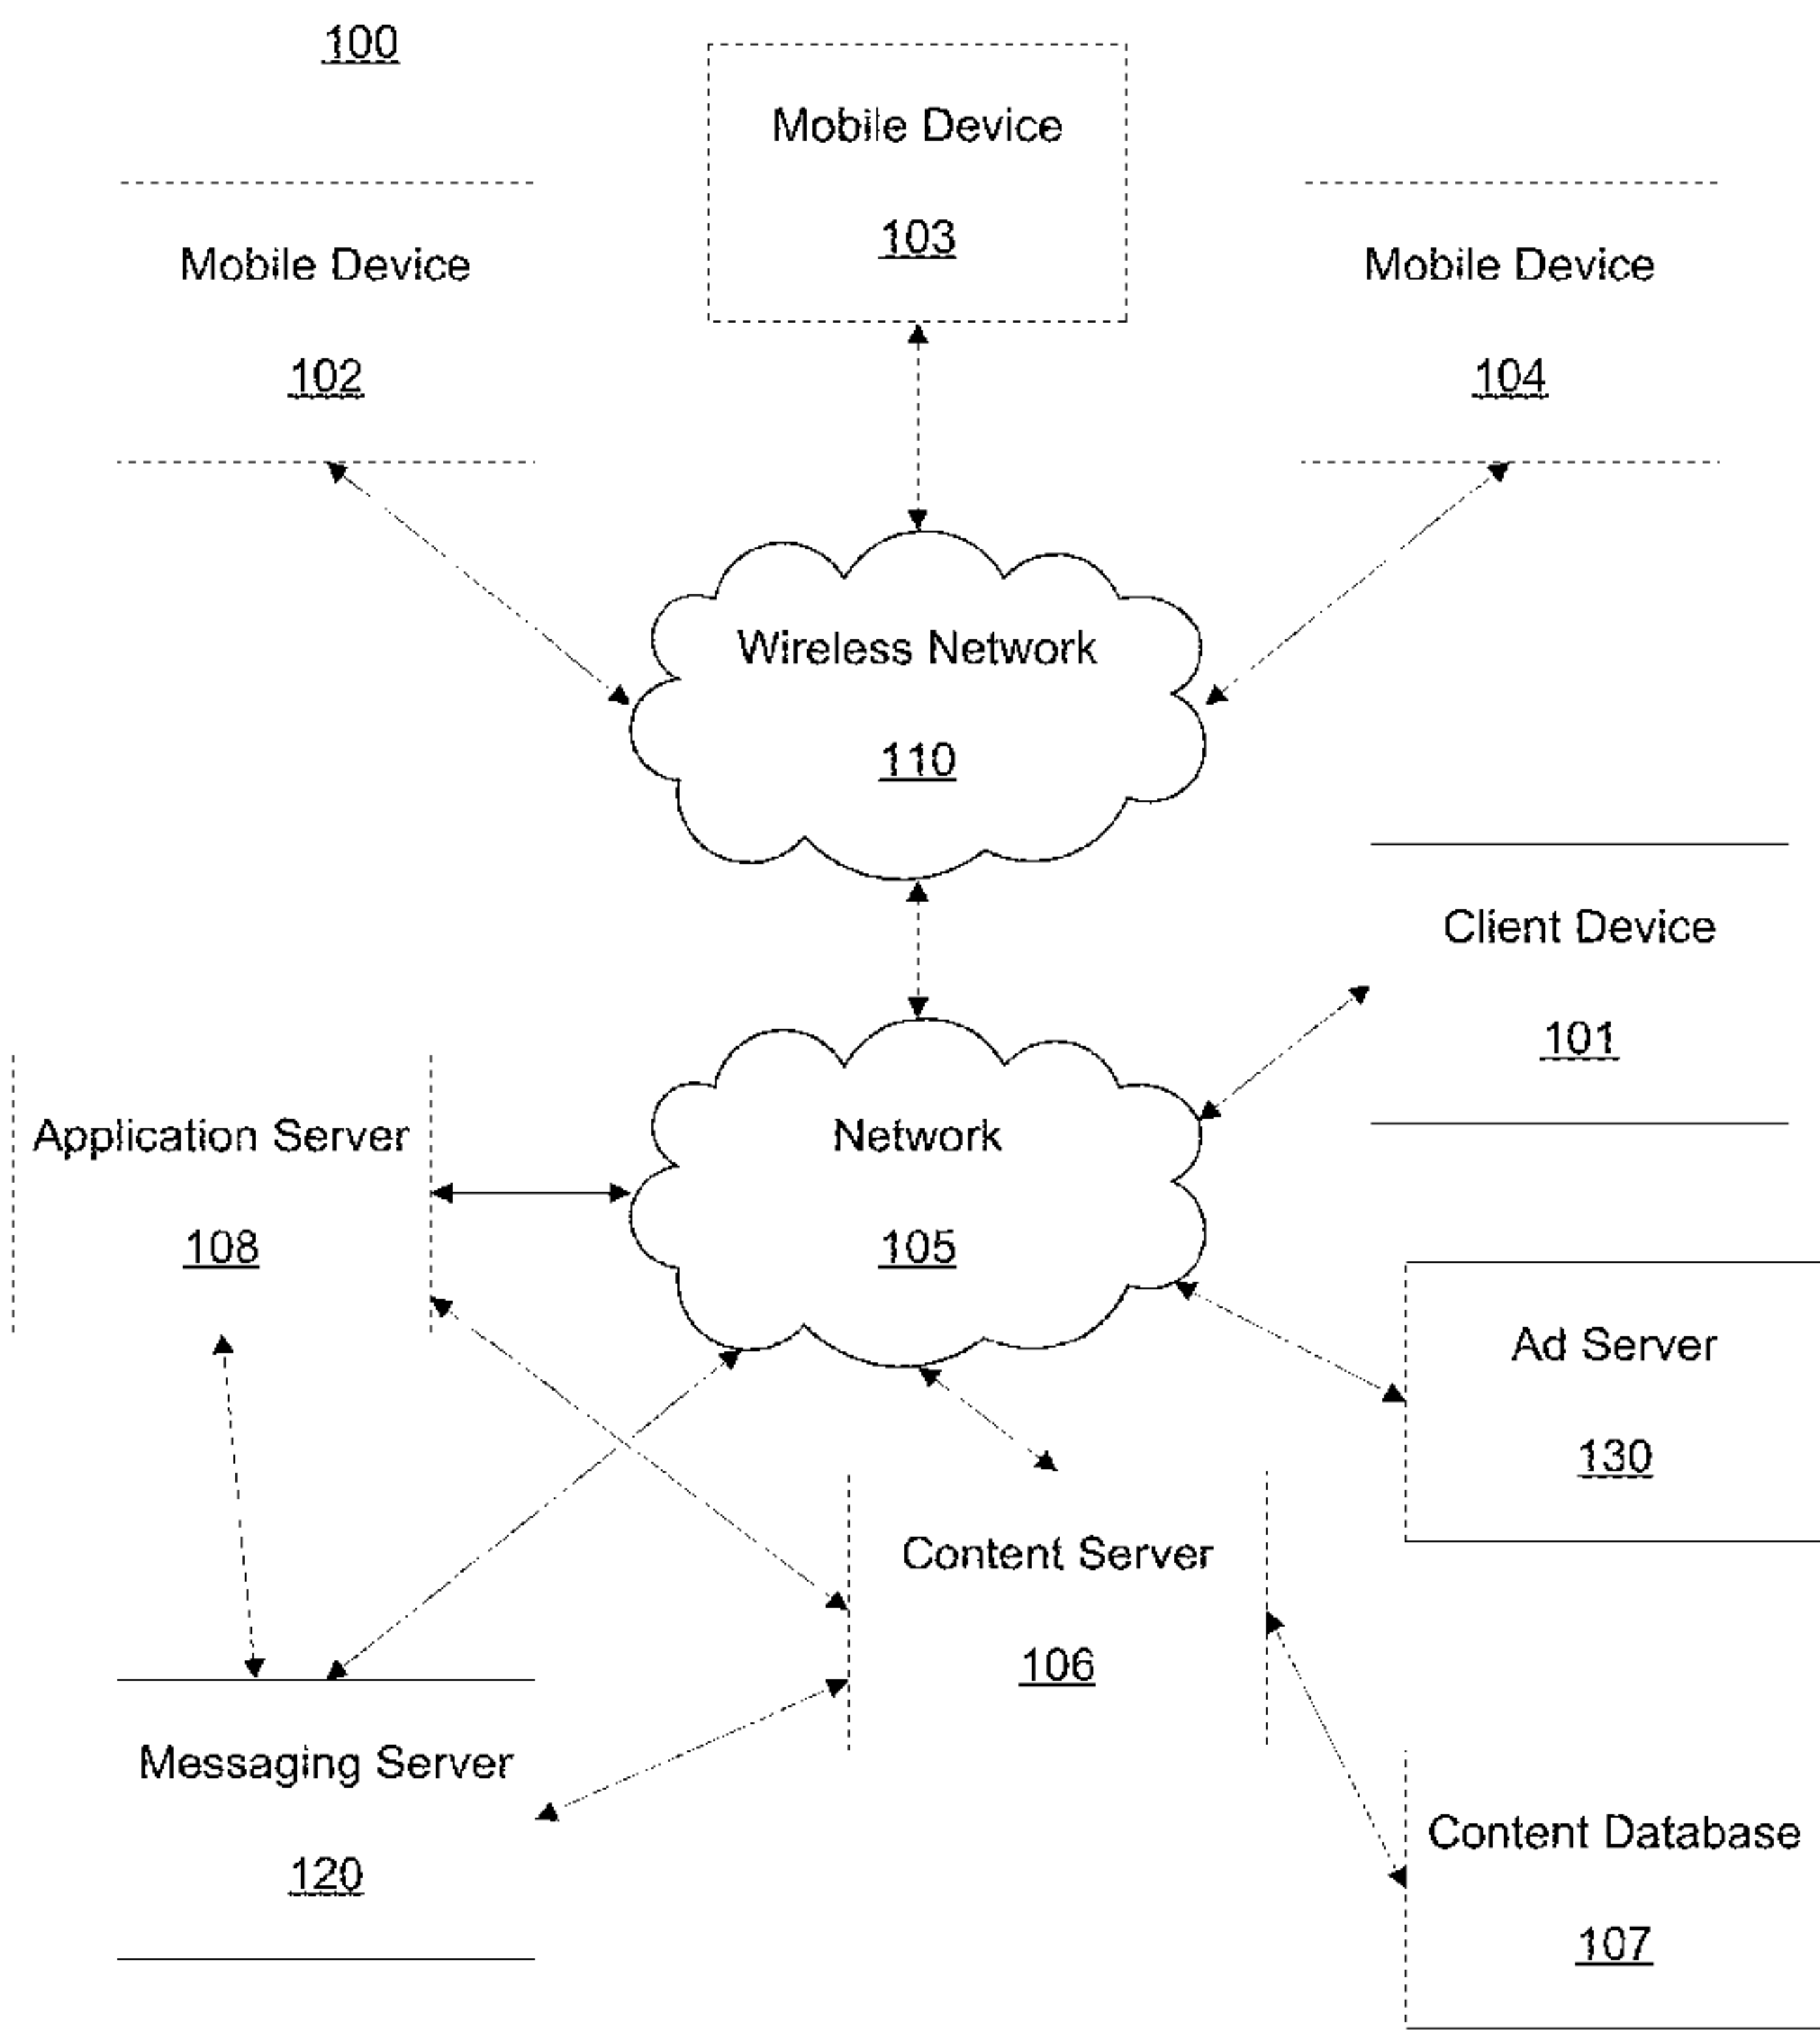 100
Mobile Device
103
Mobile Device
102
Mobile Device
104
Wireless Network
110
Client Device
101
Application Server
108
Network
105
Ad Server
130
Content Server
106
Messaging Server
120
Content Database
107